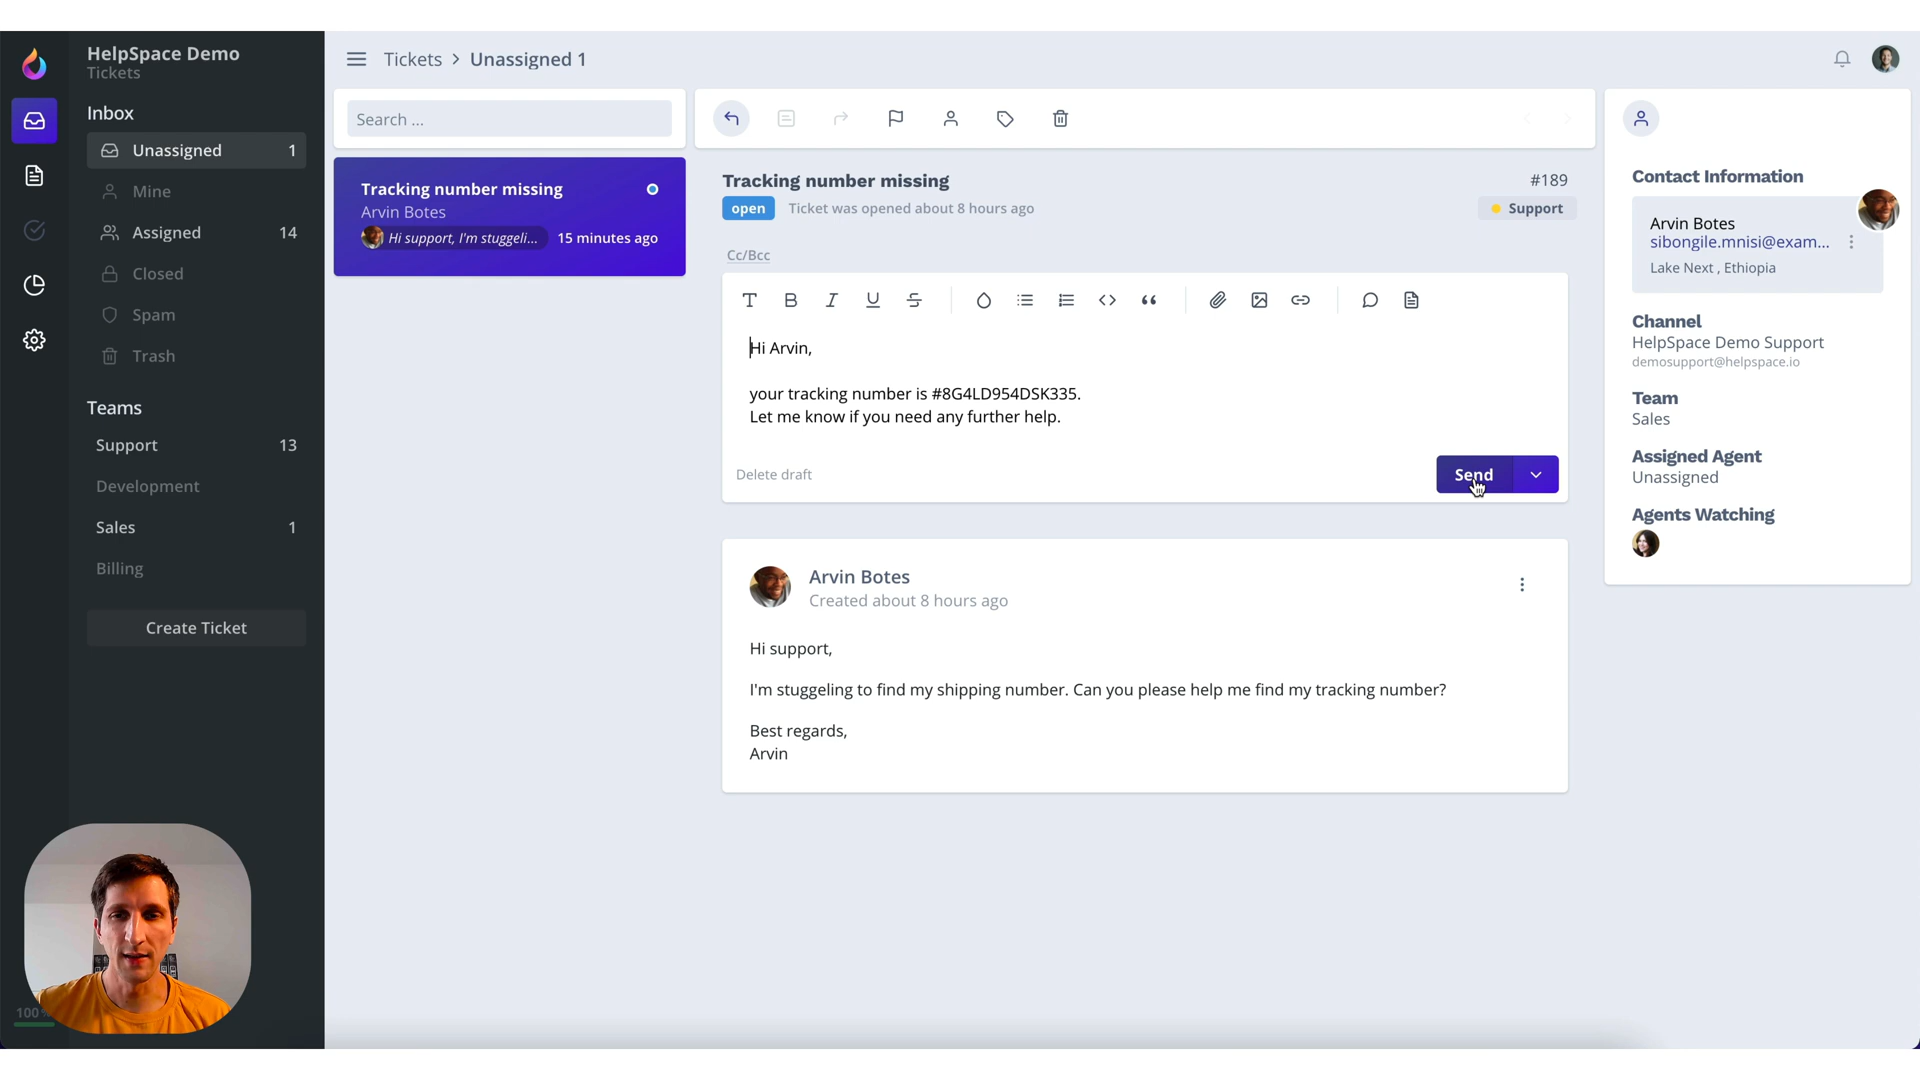 HelpSpace Demo
Tickets
Inbox
Unassigned 1
Mine
Assigned 14
Closed
Spam
Trash
Teams
Support 13
Development
Sales 1
Billing
Create Ticket
100
Tickets > Unassigned 1
Search ...
Tracking number missing
Arvin Botes
Hi support, I'm stuggeli... 15 minutes ago
Tracking number missing #189
open Ticket was opened about 8 hours ago Support
Cc/Bcc
Hi Arvin,
your tracking number is #8G4LD954DSK335.
Let me know if you need any further help.
Delete draft
Send
Arvin Botes
Created about 8 hours ago
Hi support,
I'm stuggeling to find my shipping number. Can you please help me find my tracking number?
Best regards,
Arvin
Contact Information
Arvin Botes
sibongile.mnisi@exam...
Lake Next , Ethiopia
Channel
HelpSpace Demo Support
demosupport@helpspace.io
Team
Sales
Assigned Agent
Unassigned
Agents Watching